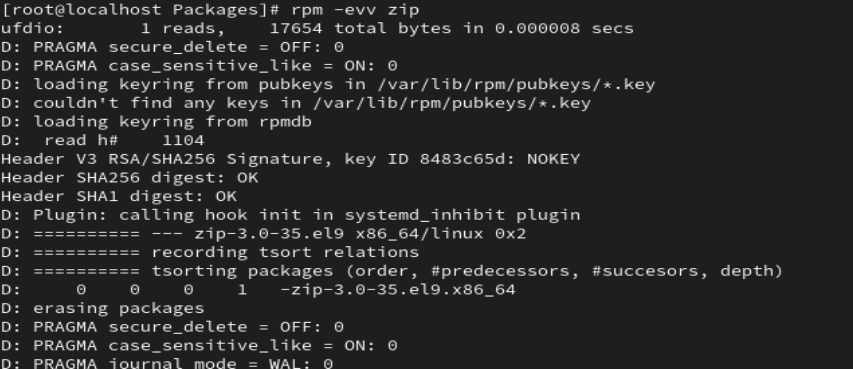 [root@localhost Packages]# rpm -evv zip
ufdio:       1 reads,    17654 total bytes in 0.000008 secs
D: PRAGMA secure_delete = OFF: 0
D: PRAGMA case_sensitive_like = ON: 0
D: loading keyring from pubkeys in /var/lib/rpm/pubkeys/*.key
D: couldn't find any keys in /var/lib/rpm/pubkeys/*.key
D: loading keyring from rpmdb
D:  read h#    1104
Header V3 RSA/SHA256 Signature, key ID 8483c65d: NOKEY
Header SHA256 digest: OK
Header SHA1 digest: OK
D: Plugin: calling hook init in systemd_inhibit plugin
D: ========== --- zip-3.0-35.el9 x86_64/linux 0x2
D: ========== recording tsort relations
D: ========== tsorting packages (order, #predecessors, #succesors, depth)
D:     0    0    0    1   -zip-3.0-35.el9.x86_64
D: erasing packages
D: PRAGMA secure_delete = OFF: 0
D: PRAGMA case_sensitive_like = ON: 0
D: PRAGMA journal_mode = WAL: 0